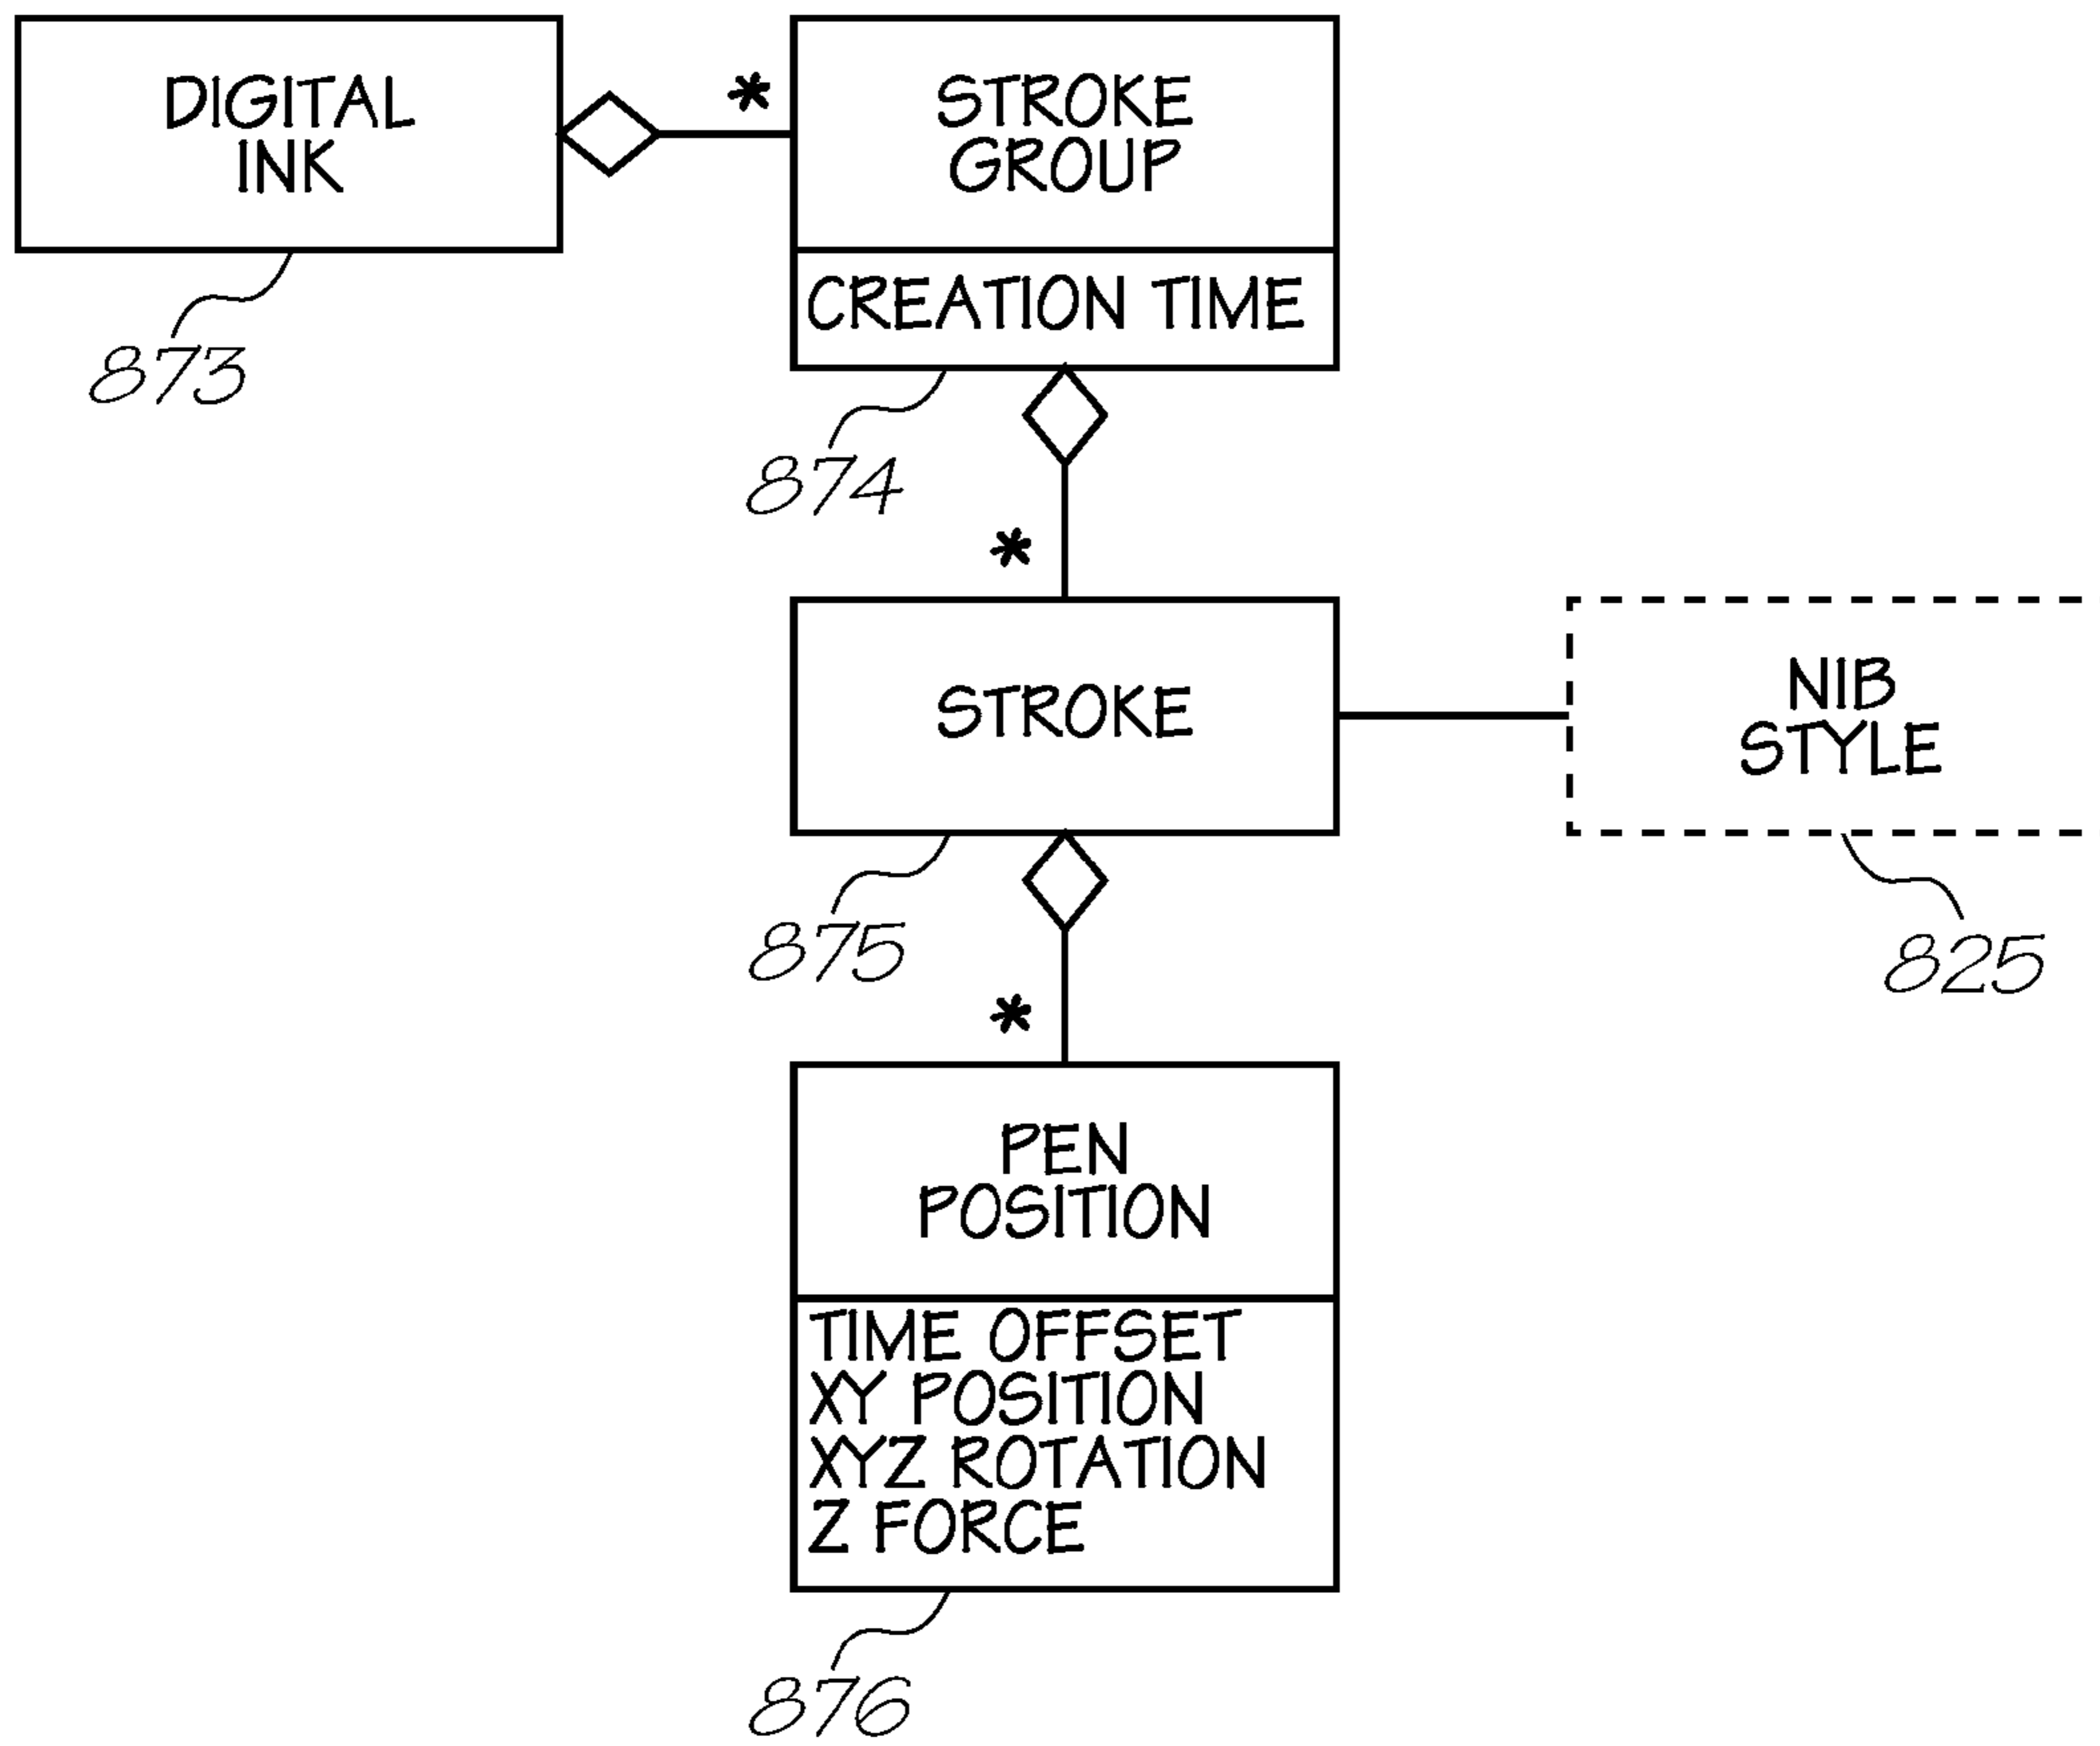 DIGITAL
INK
*
STROKE
GROUP
CREATION TIME
873
874
*
STROKE
NIB
STYLE
875
825
*
PEN
POSITION
TIME OFFSET
XY POSITION
XYZ ROTATION
Z FORCE
876